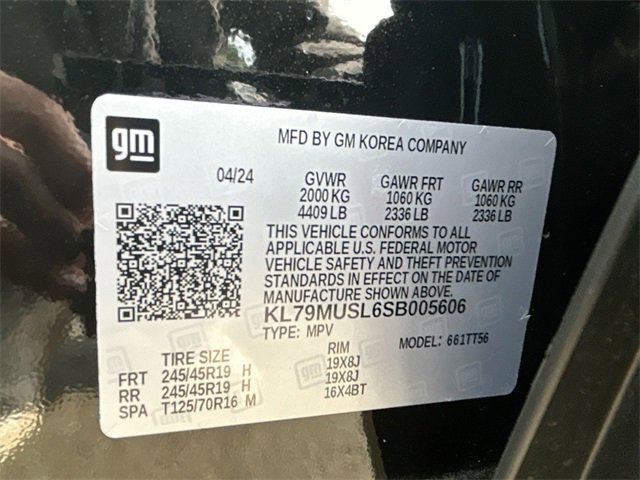 gm
MFD BY GM KOREA COMPANY
04/24 GVWR GAWR FRT GAWR RR
2000 KG 1060 KG 1060 KG
4409 LB 2336 LB 2336 LB
THIS VEHICLE CONFORMS TO ALL
APPLICABLE U.S. FEDERAL MOTOR
VEHICLE SAFETY AND THEFT PREVENTION
STANDARDS IN EFFECT ON THE DATE OF
MANUFACTURE SHOWN ABOVE.
KL79MUSL6SB005606
TYPE: MPV MODEL: 661TT56
TIRE SIZE RIM
FRT 245/45R19 H 19X8J
RR 245/45R19 H 19X8J
SPA T125/70R16 M 16X4BT